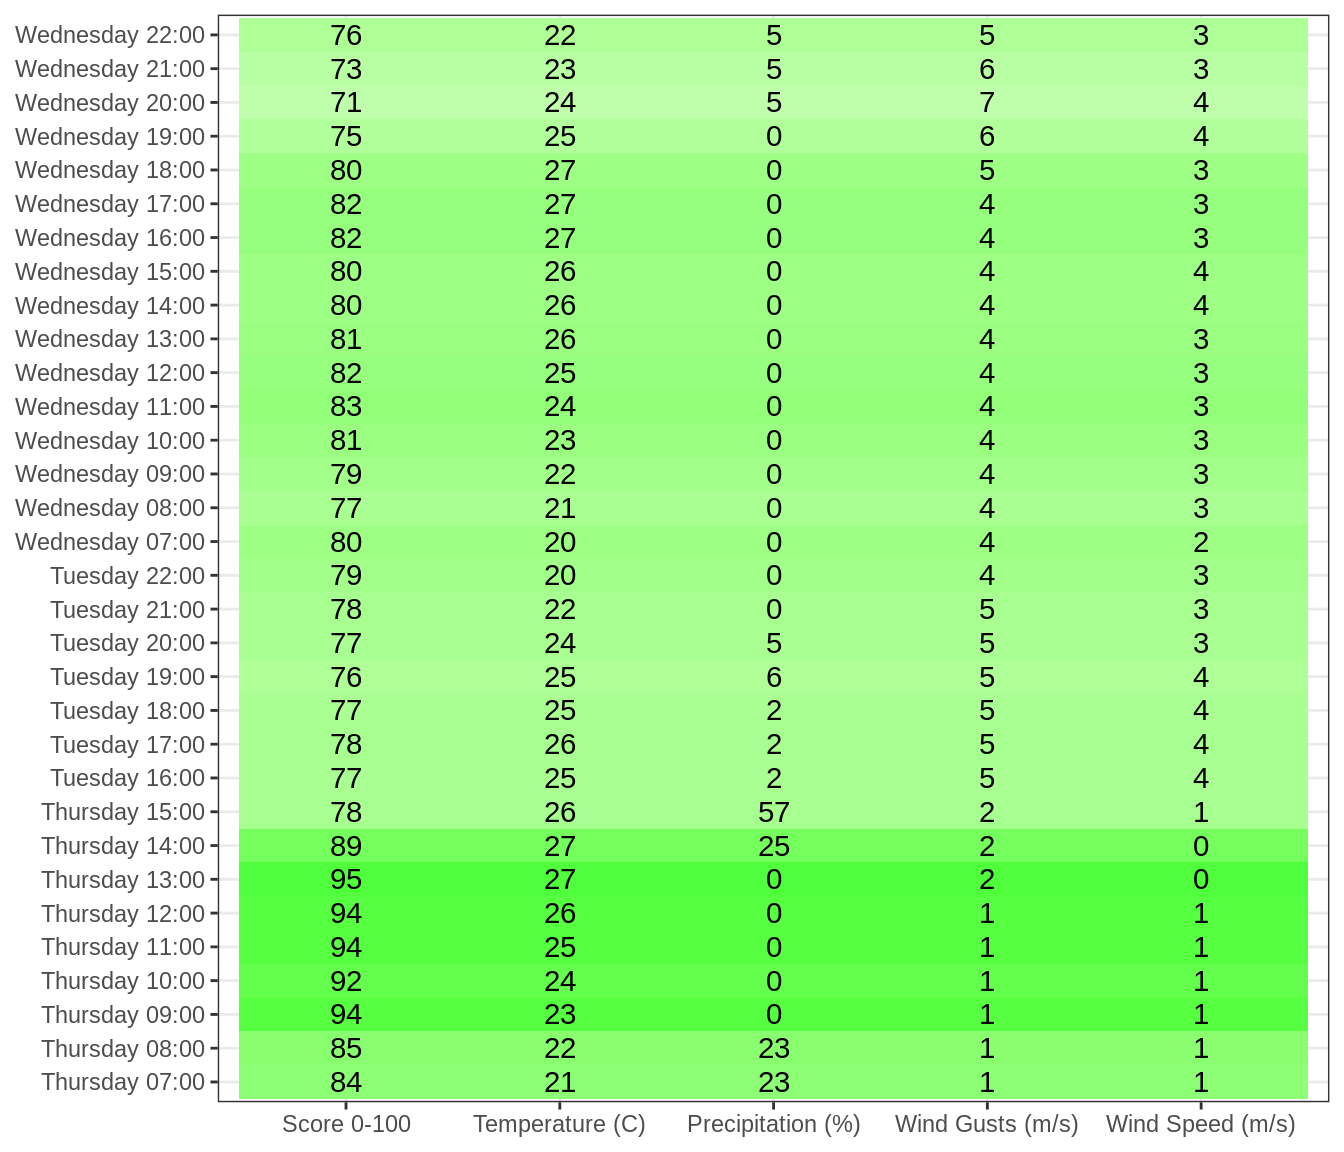 Wednesday 22:00 76 22 5 5 3
Wednesday 21:00 73 23 5 6 3
Wednesday 20:00 71 24 5 7 4
Wednesday 19:00 75 25 0 6 4
Wednesday 18:00 80 27 0 5 3
Wednesday 17:00 82 27 0 4 3
Wednesday 16:00 82 27 0 4 3
Wednesday 15:00 80 26 0 4 4
Wednesday 14:00 80 26 0 4 4
Wednesday 13:00 81 26 0 4 3
Wednesday 12:00 82 25 0 4 3
Wednesday 11:00 83 24 0 4 3
Wednesday 10:00 81 23 0 4 3
Wednesday 09:00 79 22 0 4 3
Wednesday 08:00 77 21 0 4 3
Wednesday 07:00 80 20 0 4 2
Tuesday 22:00 79 20 0 4 3
Tuesday 21:00 78 22 0 5 3
Tuesday 20:00 77 24 5 5 3
Tuesday 19:00 76 25 6 5 4
Tuesday 18:00 77 25 2 5 4
Tuesday 17:00 78 26 2 5 4
Tuesday 16:00 77 25 2 5 4
Thursday 15:00 78 26 57 2 1
Thursday 14:00 89 27 25 2 0
Thursday 13:00 95 27 0 2 0
Thursday 12:00 94 26 0 1 1
Thursday 11:00 94 25 0 1 1
Thursday 10:00 92 24 0 1 1
Thursday 09:00 94 23 0 1 1
Thursday 08:00 85 22 23 1 1
Thursday 07:00 84 21 23 1 1
Score 0-100 Temperature (C) Precipitation (%) Wind Gusts (m/s) Wind Speed (m/s)